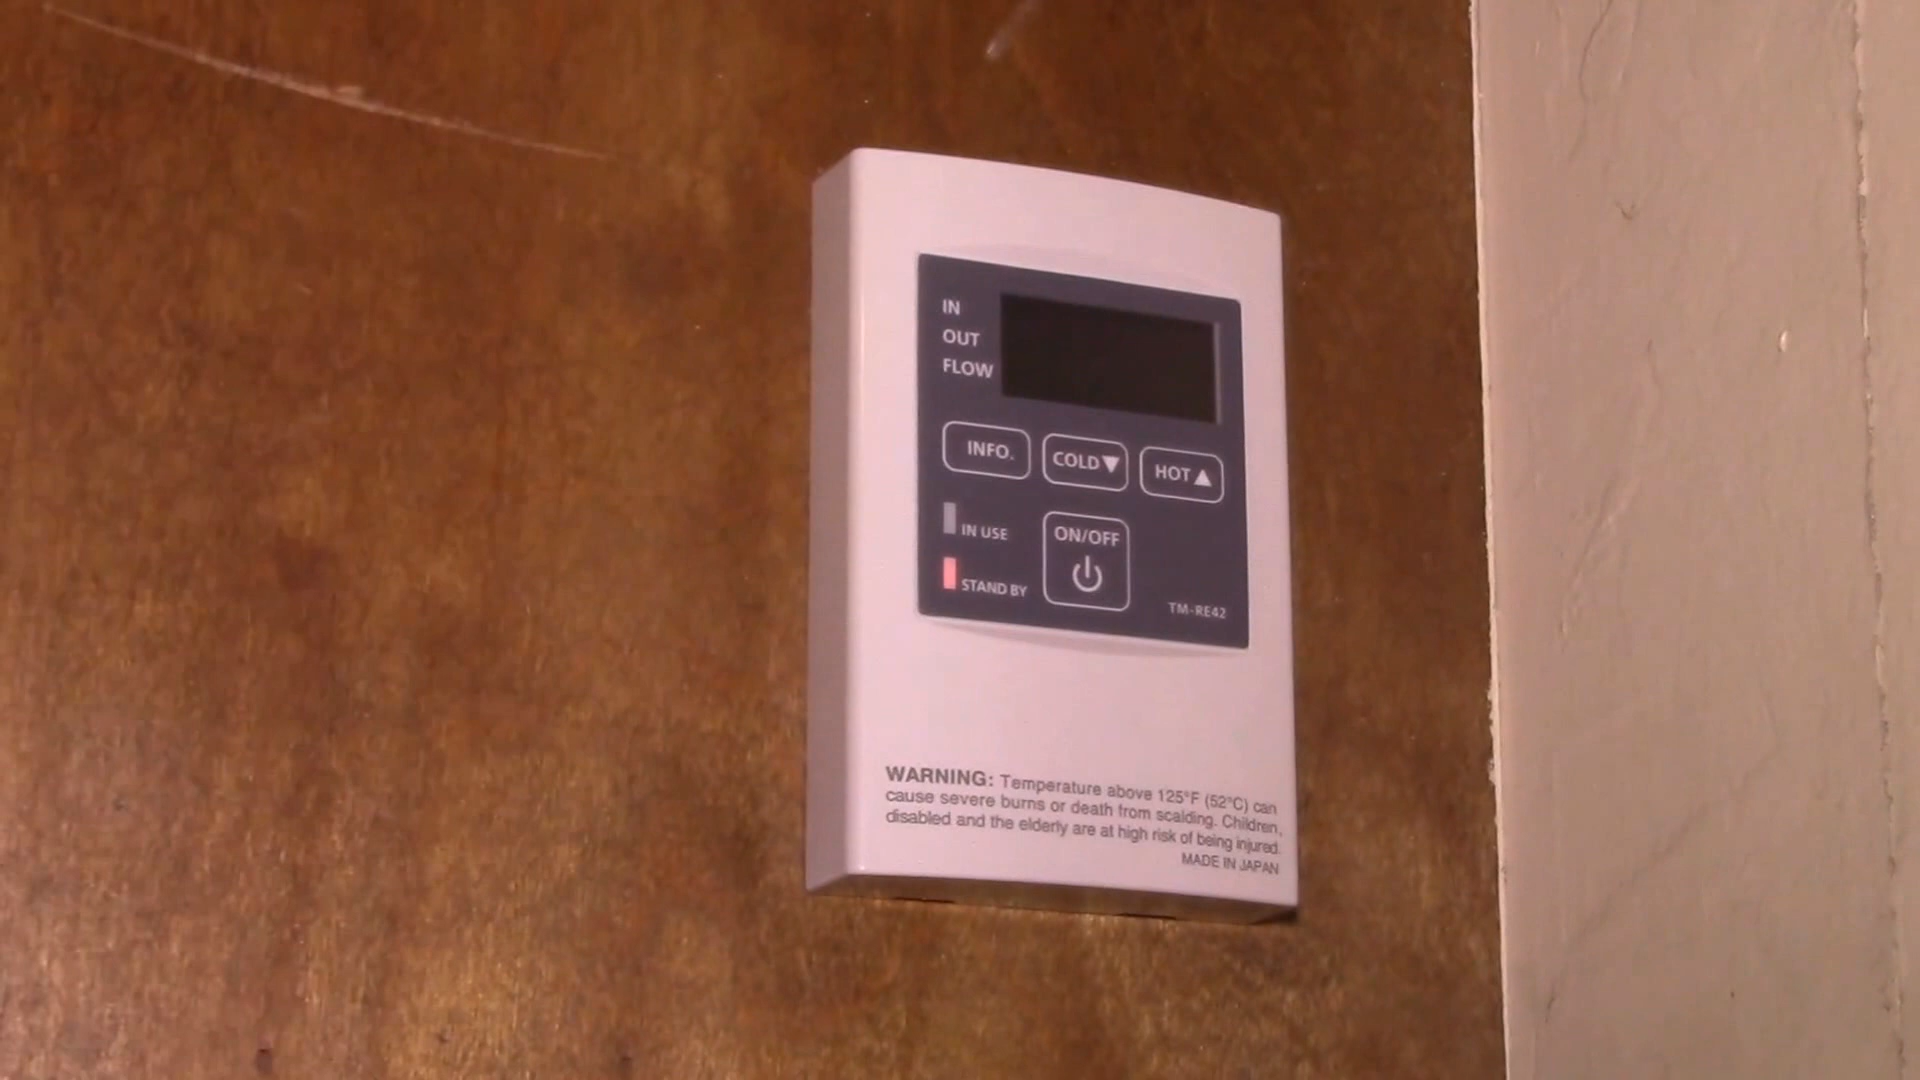 IN
OUT
FLOW
INFO. COLD▼ HOT▲
IN USE
ON/OFF
STAND BY
TM-RE42
WARNING: Temperature above 125°F (52°C) can
cause severe burns or death from scalding. Children,
disabled and the elderly are at high risk of being injured.
MADE IN JAPAN